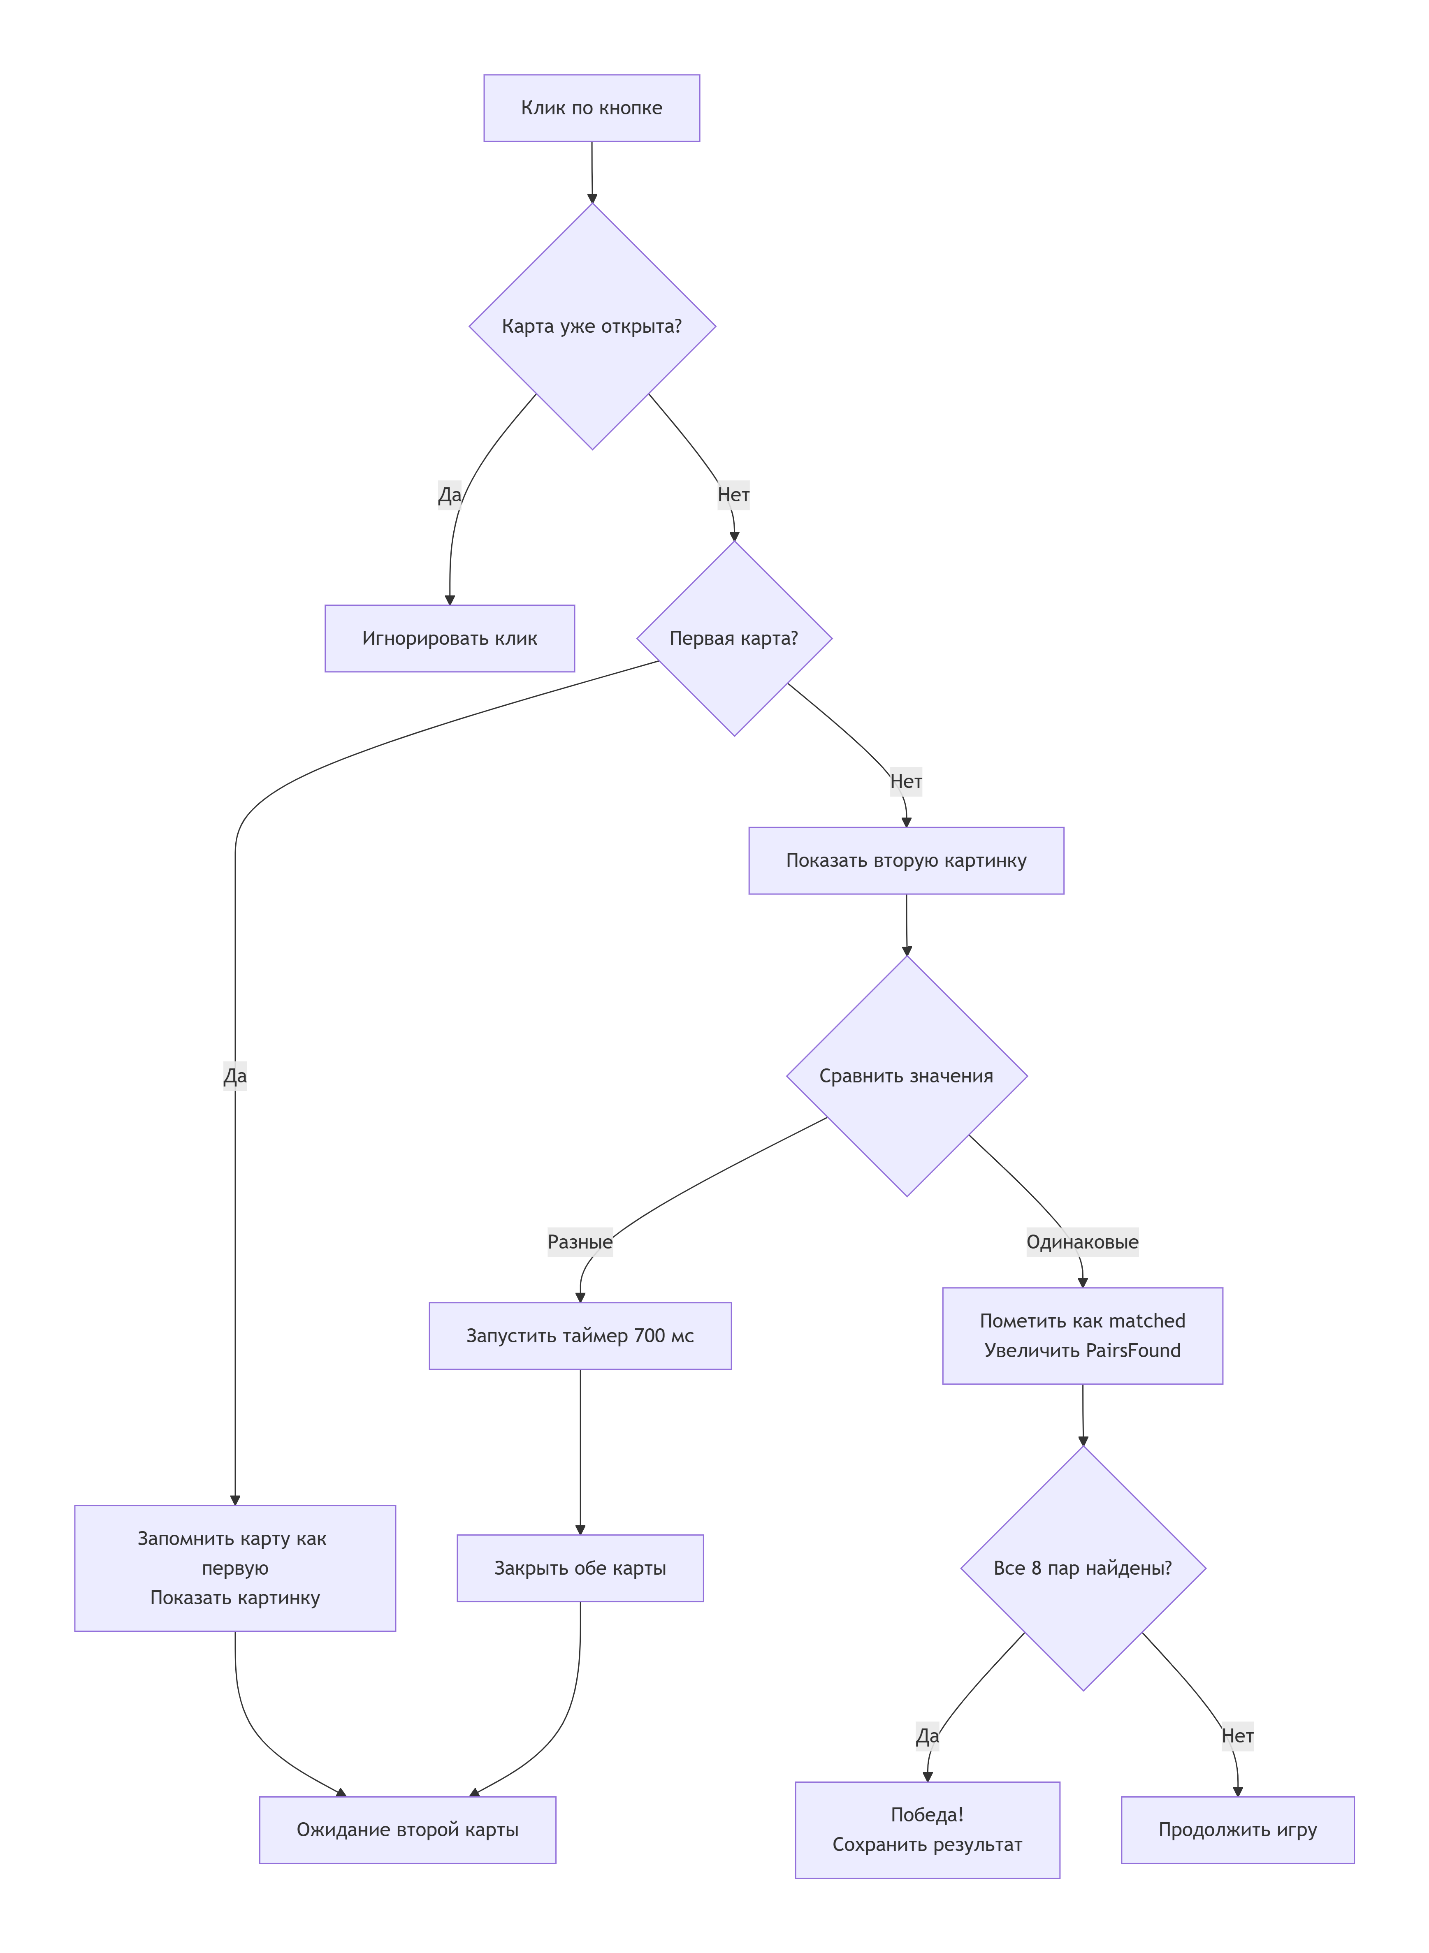 Клик по кнопке
Карта уже открыта?
Да
Нет
Игнорировать клик
Первая карта?
Нет
Показать вторую картинку
Да
Сравнить значения
Разные
Одинаковые
Запустить таймер 700 мс
Пометить как matched
Увеличить PairsFound
Запомнить карту как
первую
Показать картинку
Закрыть обе карты
Все 8 пар найдены?
Да
Нет
Ожидание второй карты
Победа!
Сохранить результат
Продолжить игру